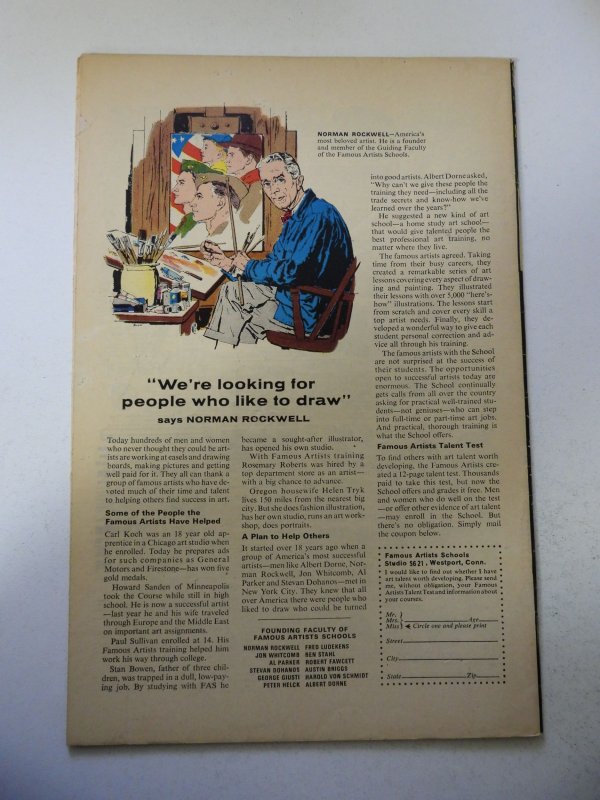 NORMAN ROCKWELL—America's
most beloved artist. He is a founder
and member of the Guiding Faculty
of the Famous Artists Schools.
"We're looking for
people who like to draw"
says NORMAN ROCKWELL
Today hundreds of men and women
who never thought they could be art-
ists are working at easels and drawing
boards, making pictures and getting
well paid for it. They all can thank a
group of famous artists who have de-
voted much of their time and talent
to helping others find success in art.
Some of the People the
Famous Artists Have Helped
Carl Koch was an 18 year old ap-
prentice in a Chicago art studio when
he enrolled. Today he prepares ads
for such companies as General
Motors and Firestone—has won five
gold medals.
Howard Sanden of Minneapolis
took the Course while still in high
school. He is now a successful artist
—last year he and his wife traveled
through Europe and the Middle East
on important art assignments.
Paul Sullivan enrolled at 14. His
Famous Artists training helped him
work his way through college.
Stan Bowen, father of three chil-
dren, was trapped in a dull, low-pay-
ing job. By studying with FAS he
became a sought-after illustrator,
has opened his own studio.
With Famous Artists training
Rosemary Roberts was hired by a
top department store as an artist—
with a big chance to advance.
Oregon housewife Helen Tryk
lives 150 miles from the nearest big
city. But she does fashion illustration,
has her own studio, runs an art work-
shop, does portraits.
A Plan to Help Others
It started over 18 years ago when a
group of America's most successful
artists—men like Albert Dorne, Nor-
man Rockwell, Jon Whitcomb, Al
Parker and Stevan Dohanos—met in
New York City. They knew that all
over America there were people who
liked to draw who could be turned
FOUNDING FACULTY OF
FAMOUS ARTISTS SCHOOLS
NORMAN ROCKWELL FRED LUDEKENS
JON WHITCOMB BEN STAHL
AL PARKER ROBERT FAWCETT
STEVAN DOHANOS AUSTIN BRIGGS
GEORGE GIUSTI HAROLD VON SCHMIDT
PETER HELCK ALBERT DORNE
into good artists. Albert Dorne asked,
"Why can't we give these people the
training they need—including all the
trade secrets and know-how we've
learned over the years?"
He suggested a new kind of art
school—a home study art school—
that would give talented people the
best professional art training, no
matter where they live.
The famous artists agreed. Taking
time from their busy careers, they
created a remarkable series of art
lessons covering every aspect of draw-
ing and painting. They illustrated
their lessons with over 5,000 "here's-
how" illustrations. The lessons start
from scratch and cover every skill a
top artist needs. Finally, they de-
veloped a wonderful way to give each
student personal correction and ad-
vice all through his training.
The famous artists with the School
are not surprised at the success of
their students. The opportunities
open to successful artists today are
enormous. The School continually
gets calls from all over the country
asking for practical well-trained stu-
dents—not geniuses—who can step
into full-time or part-time art jobs.
And practical, thorough training is
what the School offers.
Famous Artists Talent Test
To find others with art talent worth
developing, the Famous Artists cre-
ated a 12-page talent test. Thousands
paid to take this test, but now the
School offers and grades it free. Men
and women who do well on the test
—or offer other evidence of art talent
—may enroll in the School. But
there's no obligation. Simply mail
the coupon below.
Famous Artists Schools
Studio 5621, Westport, Conn.
I would like to find out whether I have
art talent worth developing. Please send
me, without obligation, your Famous
Artists Talent Test and information about
your courses.
Mr.
Mrs. Age
Miss Circle one and please print
Street
City
State Zip